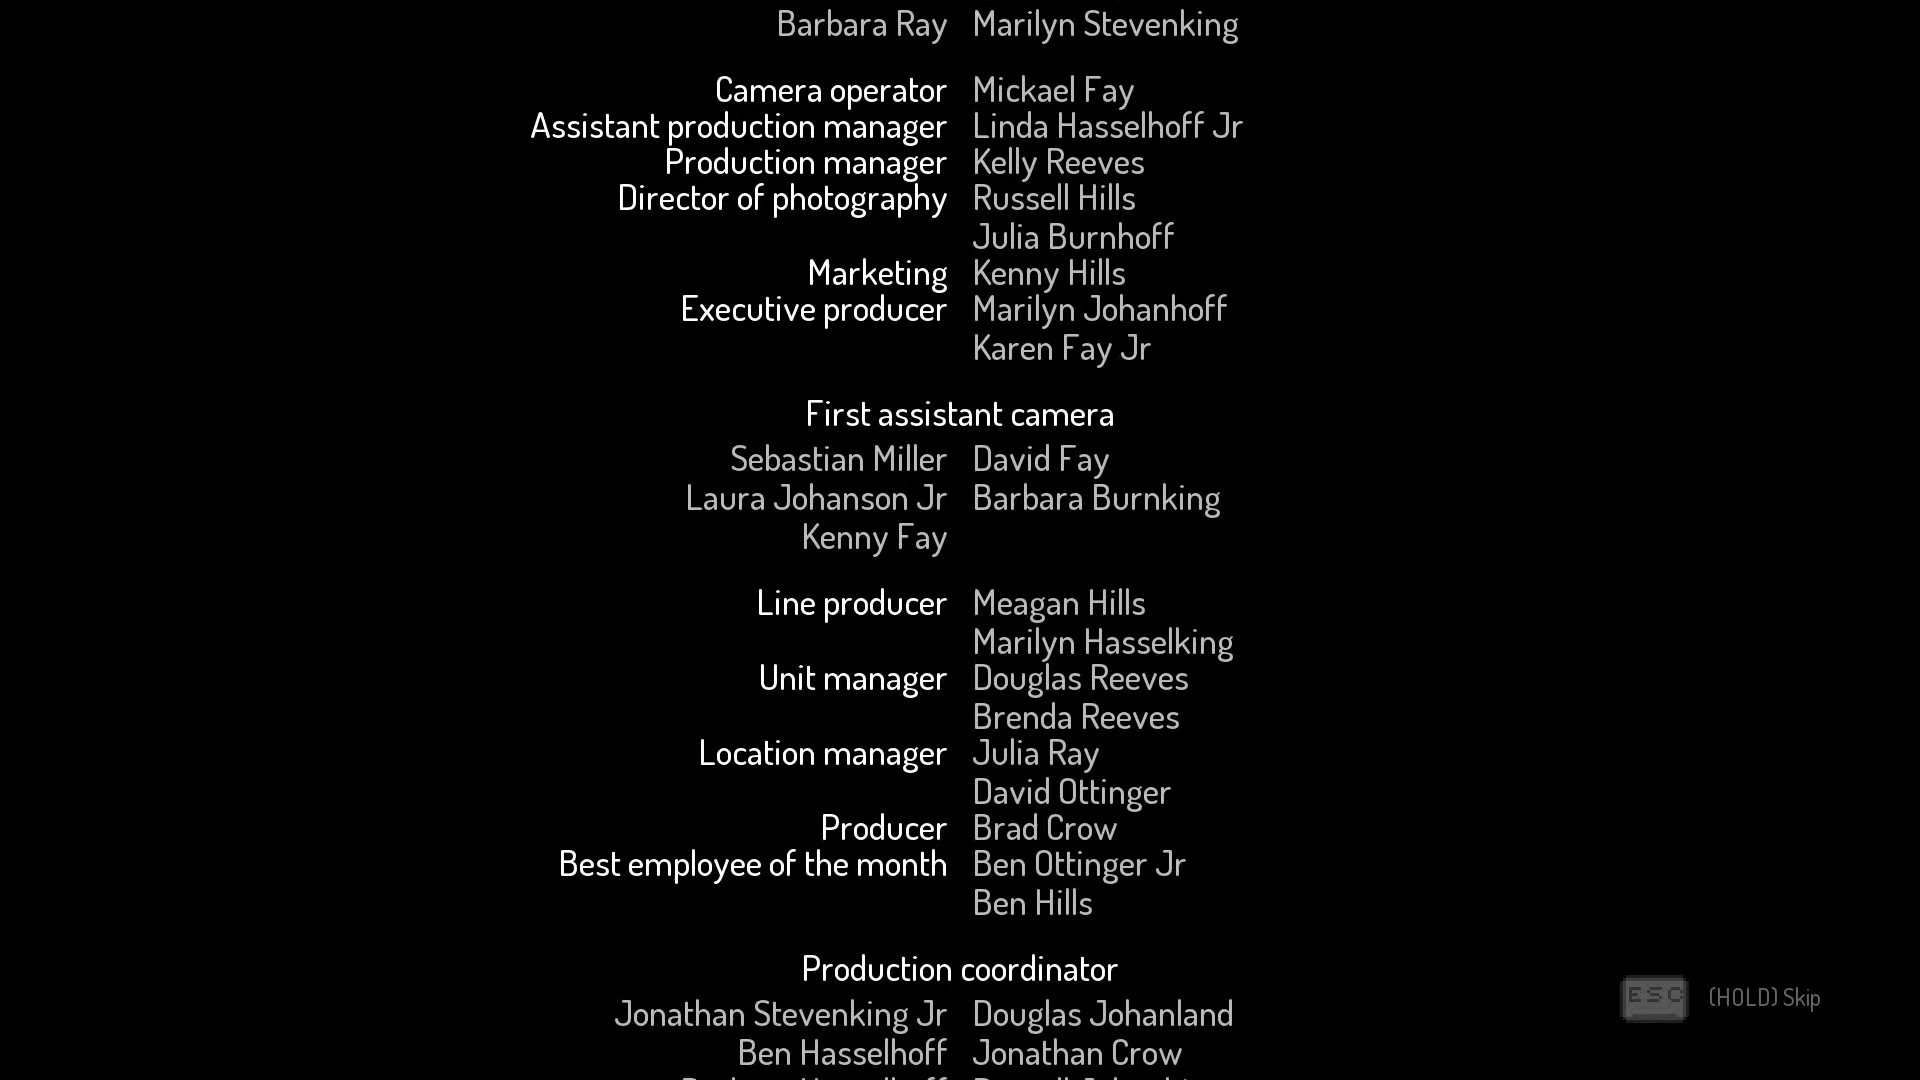 Barbara Ray Marilyn Stevenking
Camera operator Mickael Fay
Assistant production manager Linda Hasselhoff Jr
Production manager Kelly Reeves
Director of photography Russell Hills
Julia Burnhoff
Marketing Kenny Hills
Executive producer Marilyn Johanhoff
Karen Fay Jr
First assistant camera
Sebastian Miller David Fay
Laura Johanson Jr Barbara Burnking
Kenny Fay
Line producer Meagan Hills
Marilyn Hasselking
Unit manager Douglas Reeves
Brenda Reeves
Location manager Julia Ray
David Ottinger
Producer Brad Crow
Best employee of the month Ben Ottinger Jr
Ben Hills
Production coordinator
Jonathan Stevenking Jr Douglas Johanland
Ben Hasselhoff Jonathan Crow
ESC (HOLD) Skip